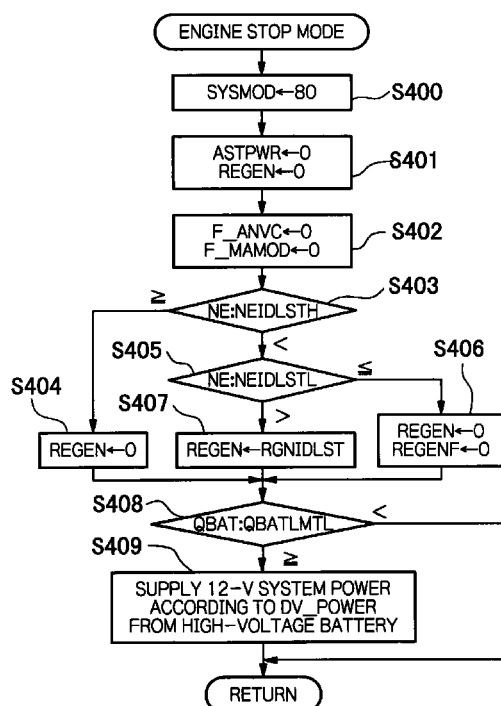 ENGINE STOP MODE
SYSMOD←80
S400
ASTPWR←0
REGEN←0
S401
F_ANVC←0
F_MAMOD←0
S402
S403
≧
NE:NEIDLSTH
<
S405
NE:NEIDLSTL
≦
S406
S404
S407
>
REGEN←0
REGEN←RGNIDLST
REGEN←0
REGENF←0
S408
QBAT:QBATLMTL
<
S409
≧
SUPPLY 12-V SYSTEM POWER
ACCORDING TO DV_POWER
FROM HIGH-VOLTAGE BATTERY
RETURN